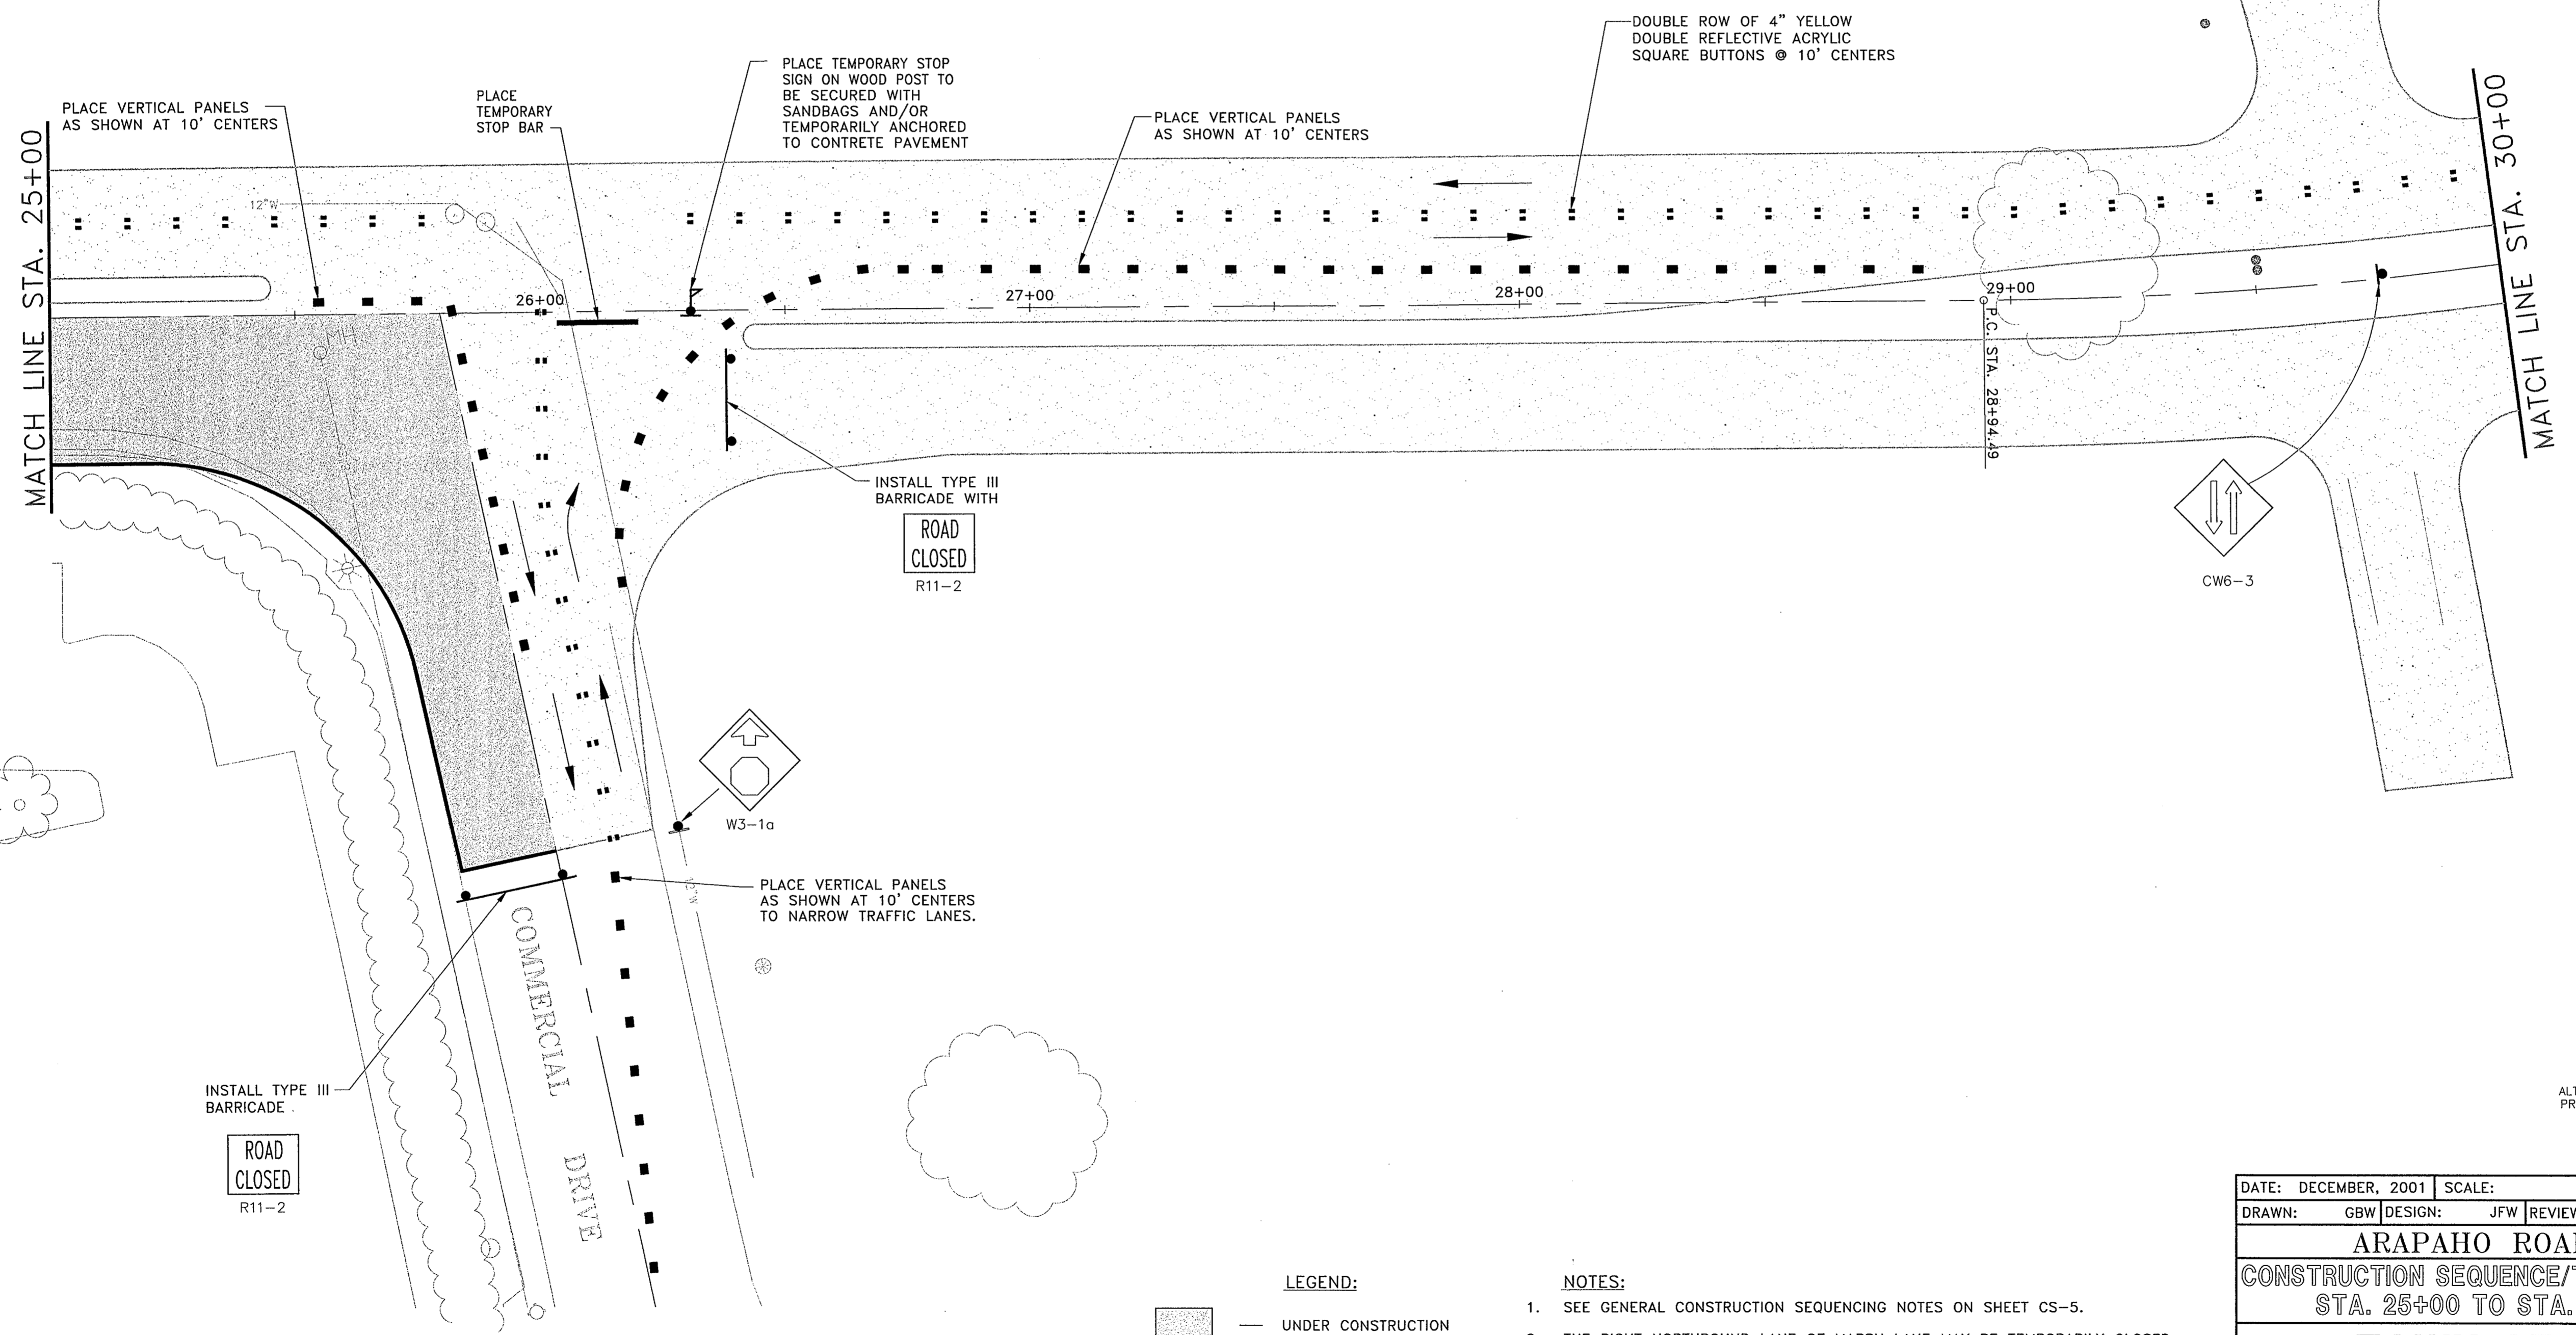 DOUBLE ROW OF 4" YELLOW
DOUBLE REFLECTIVE ACRYLIC
SQUARE BUTTONS @ 10' CENTERS
PLACE TEMPORARY STOP
SIGN ON WOOD POST TO
BE SECURED WITH
SANDBAGS AND/OR
TEMPORARILY ANCHORED
TO CONTRETE PAVEMENT
PLACE
TEMPORARY
STOP BAR
PLACE VERTICAL PANELS
AS SHOWN AT 10' CENTERS
PLACE VERTICAL PANELS
AS SHOWN AT 10' CENTERS
MATCH LINE STA. 25+00
MATCH LINE STA. 30+00
12"W
26+00
27+00
28+00
29+00
MH
P.C. STA. 28+94.49
INSTALL TYPE III
BARRICADE WITH
ROAD
CLOSED
R11-2
CW6-3
W3-1a
PLACE VERTICAL PANELS
AS SHOWN AT 10' CENTERS
TO NARROW TRAFFIC LANES.
12"W
COMMERCIAL DRIVE
INSTALL TYPE III
BARRICADE
ROAD
CLOSED
R11-2
LEGEND:
— UNDER CONSTRUCTION
NOTES:
1. SEE GENERAL CONSTRUCTION SEQUENCING NOTES ON SHEET CS-5.
DATE: DECEMBER, 2001 SCALE:
DRAWN: GBW DESIGN: JFW REVIEW
ARAPAHO ROA
CONSTRUCTION SEQUENCE/
STA. 25+00 TO STA.